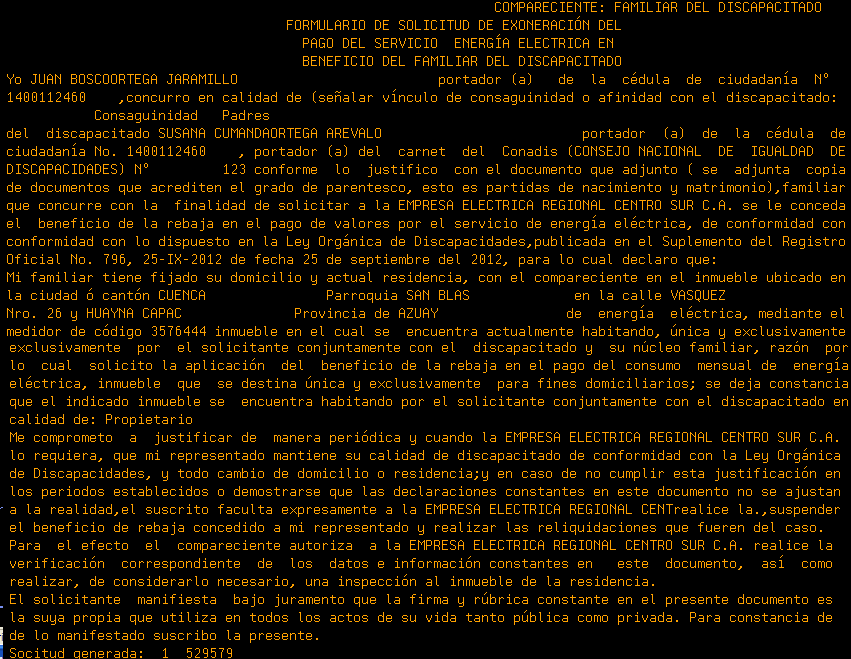 COMPARECIENTE: FAMILIAR DEL DISCAPACITADO
FORMULARIO DE SOLICITUD DE EXONERACIÓN DEL
PAGO DEL SERVICIO ENERGÍA ELECTRICA EN
BENEFICIO DEL FAMILIAR DEL DISCAPACITADO
Yo JUAN BOSCOORTEGA JARAMILLO portador (a) de la cédula de ciudadanía Nº
1400112460 ,concurro en calidad de (señalar vínculo de consaguinidad o afinidad con el discapacitado:
Consaguinidad Padres
del discapacitado SUSANA CUMANDAORTEGA AREVALO portador (a) de la cédula de
ciudadanía No. 1400112460 , portador (a) del carnet del Conadis (CONSEJO NACIONAL DE IGUALDAD DE
DISCAPACIDADES) Nº 123 conforme lo justifico con el documento que adjunto ( se adjunta copia
de documentos que acrediten el grado de parentesco, esto es partidas de nacimiento y matrimonio),familiar
que concurre con la finalidad de solicitar a la EMPRESA ELECTRICA REGIONAL CENTRO SUR C.A. se le conceda
el beneficio de la rebaja en el pago de valores por el servicio de energía eléctrica, de conformidad con
conformidad con lo dispuesto en la Ley Orgánica de Discapacidades,publicada en el Suplemento del Registro
Oficial No. 796, 25-IX-2012 de fecha 25 de septiembre del 2012, para lo cual declaro que:
Mi familiar tiene fijado su domicilio y actual residencia, con el compareciente en el inmueble ubicado en
la ciudad ó cantón CUENCA Parroquia SAN BLAS en la calle VASQUEZ
Nro. 26 y HUAYNA CAPAC Provincia de AZUAY de energía eléctrica, mediante el
medidor de código 3576444 inmueble en el cual se encuentra actualmente habitando, única y exclusivamente
exclusivamente por el solicitante conjuntamente con el discapacitado y su núcleo familiar, razón por
lo cual solicito la aplicación del beneficio de la rebaja en el pago del consumo mensual de energía
eléctrica, inmueble que se destina única y exclusivamente para fines domiciliarios; se deja constancia
que el indicado inmueble se encuentra habitando por el solicitante conjuntamente con el discapacitado en
calidad de: Propietario
Me comprometo a justificar de manera periódica y cuando la EMPRESA ELECTRICA REGIONAL CENTRO SUR C.A.
lo requiera, que mi representado mantiene su calidad de discapacitado de conformidad con la Ley Orgánica
de Discapacidades, y todo cambio de domicilio o residencia;y en caso de no cumplir esta justificación en
los periodos establecidos o demostrarse que las declaraciones constantes en este documento no se ajustan
a la realidad,el suscrito faculta expresamente a la EMPRESA ELECTRICA REGIONAL CENTrealice la.,suspender
el beneficio de rebaja concedido a mi representado y realizar las reliquidaciones que fueren del caso.
Para el efecto el compareciente autoriza a la EMPRESA ELECTRICA REGIONAL CENTRO SUR C.A. realice la
verificación correspondiente de los datos e información constantes en este documento, así como
realizar, de considerarlo necesario, una inspección al inmueble de la residencia.
El solicitante manifiesta bajo juramento que la firma y rúbrica constante en el presente documento es
la suya propia que utiliza en todos los actos de su vida tanto pública como privada. Para constancia de
de lo manifestado suscribo la presente.
Socitud generada: 1 529579